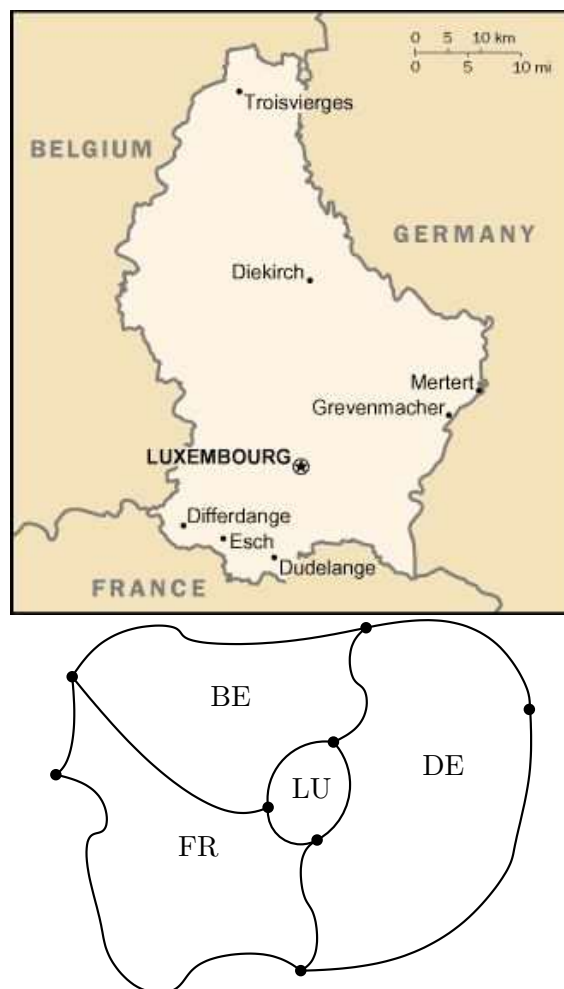 0 5 10 km
0 5 10 mi
Troisvierges
BELGIUM
GERMANY
Diekirch
Mertert
Grevenmacher
LUXEMBOURG
Differdange
Esch
Dudelange
FRANCE
BE
DE
LU
FR